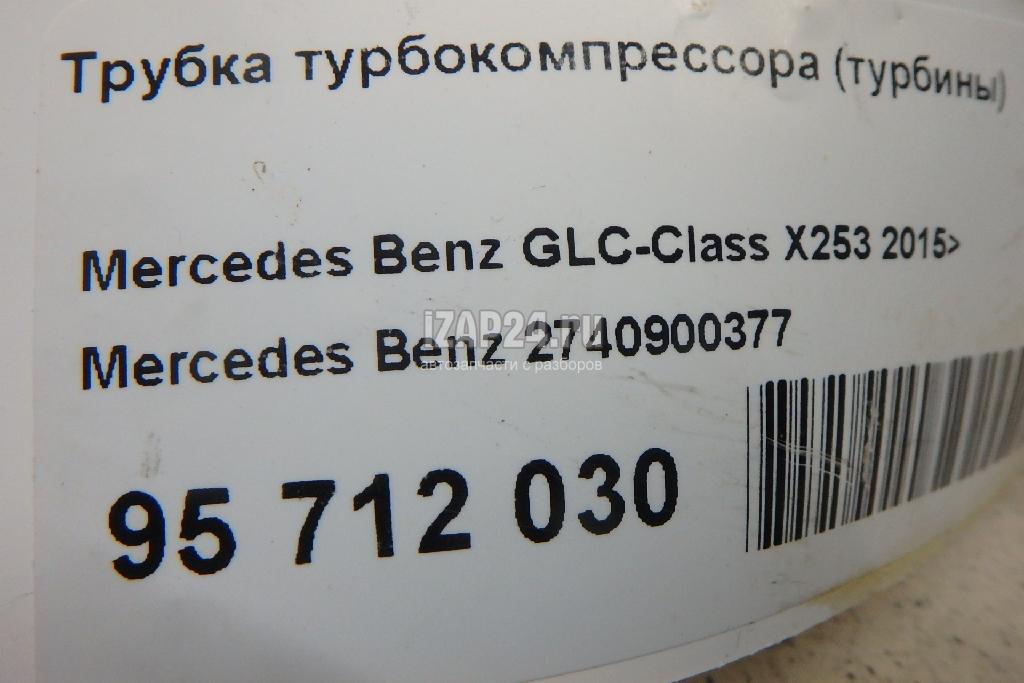 Трубка турбокомпрессора (турбины)
Mercedes Benz GLC-Class X253 2015>
iZAP24.ru
Mercedes Benz 2740900377
автозапчасти с разборов
95 712 030